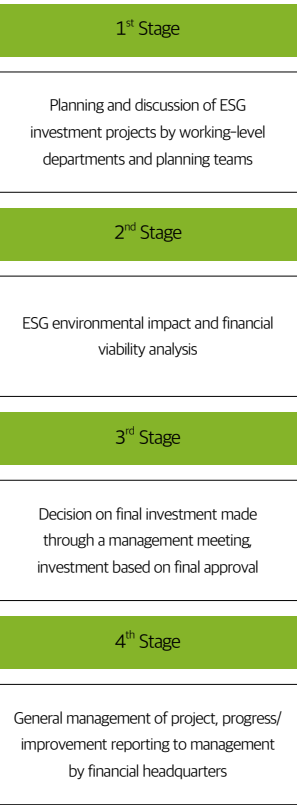 1st Stage
Planning and discussion of ESG
investment projects by working-level
departments and planning teams
2nd Stage
ESG environmental impact and financial
viability analysis
3rd Stage
Decision on final investment made
through a management meeting,
investment based on final approval
4th Stage
General management of project, progress/
improvement reporting to management
by financial headquarters